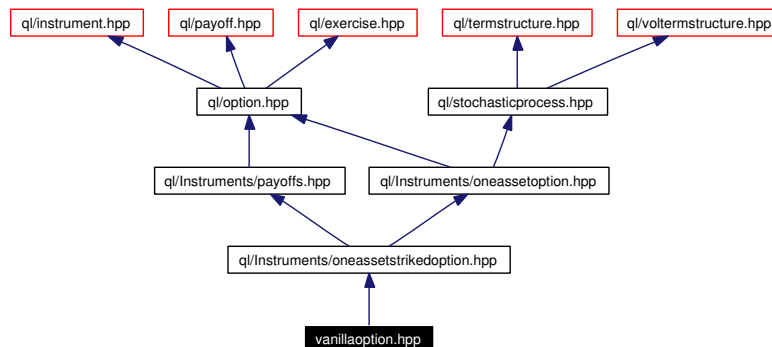 ql/instrument.hpp
ql/payoff.hpp
ql/exercise.hpp
ql/termstructure.hpp
ql/voltermstructure.hpp
ql/option.hpp
ql/stochasticprocess.hpp
ql/Instruments/payoffs.hpp
ql/Instruments/oneassetoption.hpp
ql/Instruments/oneassetstrikedoption.hpp
vanillaoption.hpp